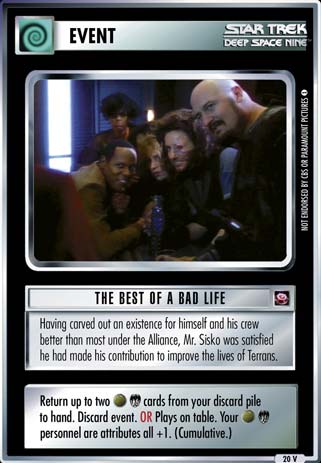 EVENT
STAR TREK
DEEP SPACE NINE
NOT ENDORSED BY CBS OR PARAMOUNT PICTURES
THE BEST OF A BAD LIFE
Having carved out an existence for himself and his crew
better than most under the Alliance, Mr. Sisko was satisfied
he had made his contribution to improve the lives of Terrans.
Return up to two cards from your discard pile
to hand. Discard event. OR Plays on table. Your
personnel are attributes all +1. (Cumulative.)
20 V